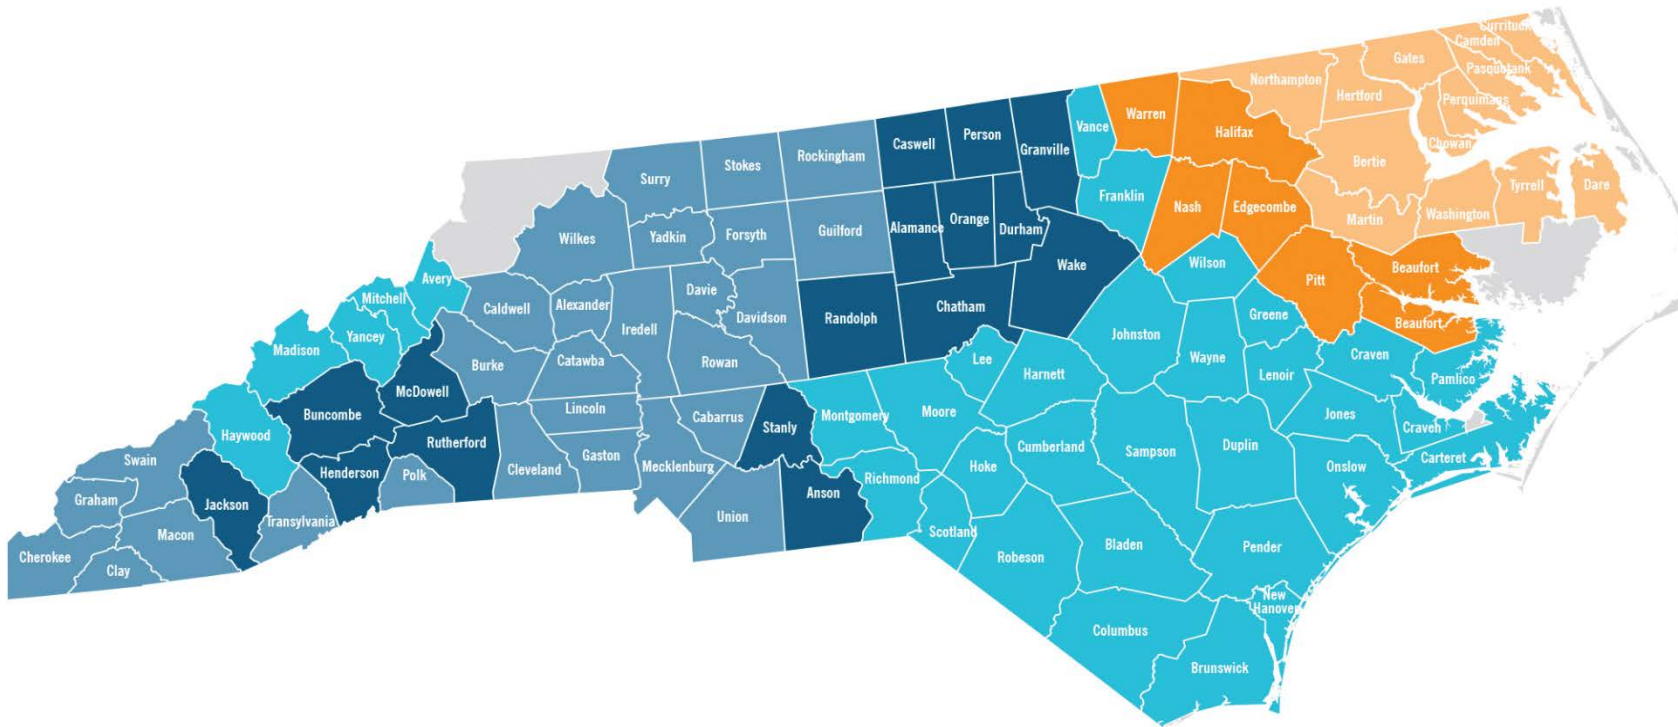 Currituck
Camden
Gates
Pasquotank
Northampton
Hertford
Perquimans
Warren
Halifax
Vance
Person
Caswell
Granville
Chowan
Rockingham
Stokes
Surry
Bertie
Tyrrell
Dare
Franklin
Nash
Edgecombe
Martin
Washington
Orange
Alamance
Durham
Guilford
Forsyth
Yadkin
Wilkes
Wake
Wilson
Beaufort
Pitt
Avery
Mitchell
Caldwell
Alexander
Davie
Iredell
Davidson
Randolph
Chatham
Johnston
Greene
Beaufort
Yancey
Madison
Burke
Catawba
Rowan
Lee
Harnett
Wayne
Lenoir
Craven
Pamlico
McDowell
Buncombe
Lincoln
Cabarrus
Stanly
Montgomery
Moore
Jones
Craven
Haywood
Rutherford
Cleveland
Gaston
Mecklenburg
Cumberland
Sampson
Duplin
Onslow
Carteret
Swain
Henderson
Polk
Hoke
Richmond
Graham
Jackson
Anson
Transylvania
Union
Macon
Scotland
Robeson
Bladen
Pender
Cherokee
Clay
New
Hanover
Columbus
Brunswick